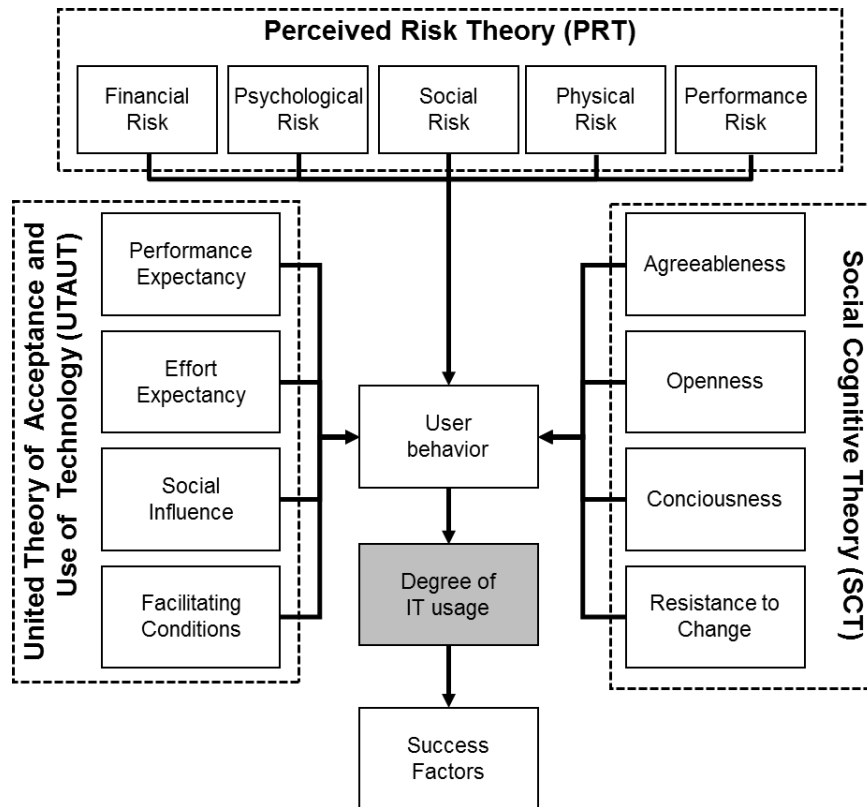 Perceived Risk Theory (PRT)
Financial
Risk
Psychological
Risk
Social
Risk
Physical
Risk
Performance
Risk
United Theory of Acceptance and
Use of Technology (UTAUT)
Performance
Expectancy
Effort
Expectancy
Social
Influence
Facilitating
Conditions
User
behavior
Degree of
IT usage
Success
Factors
Agreeableness
Openness
Conciousness
Resistance to
Change
Social Cognitive Theory (SCT)